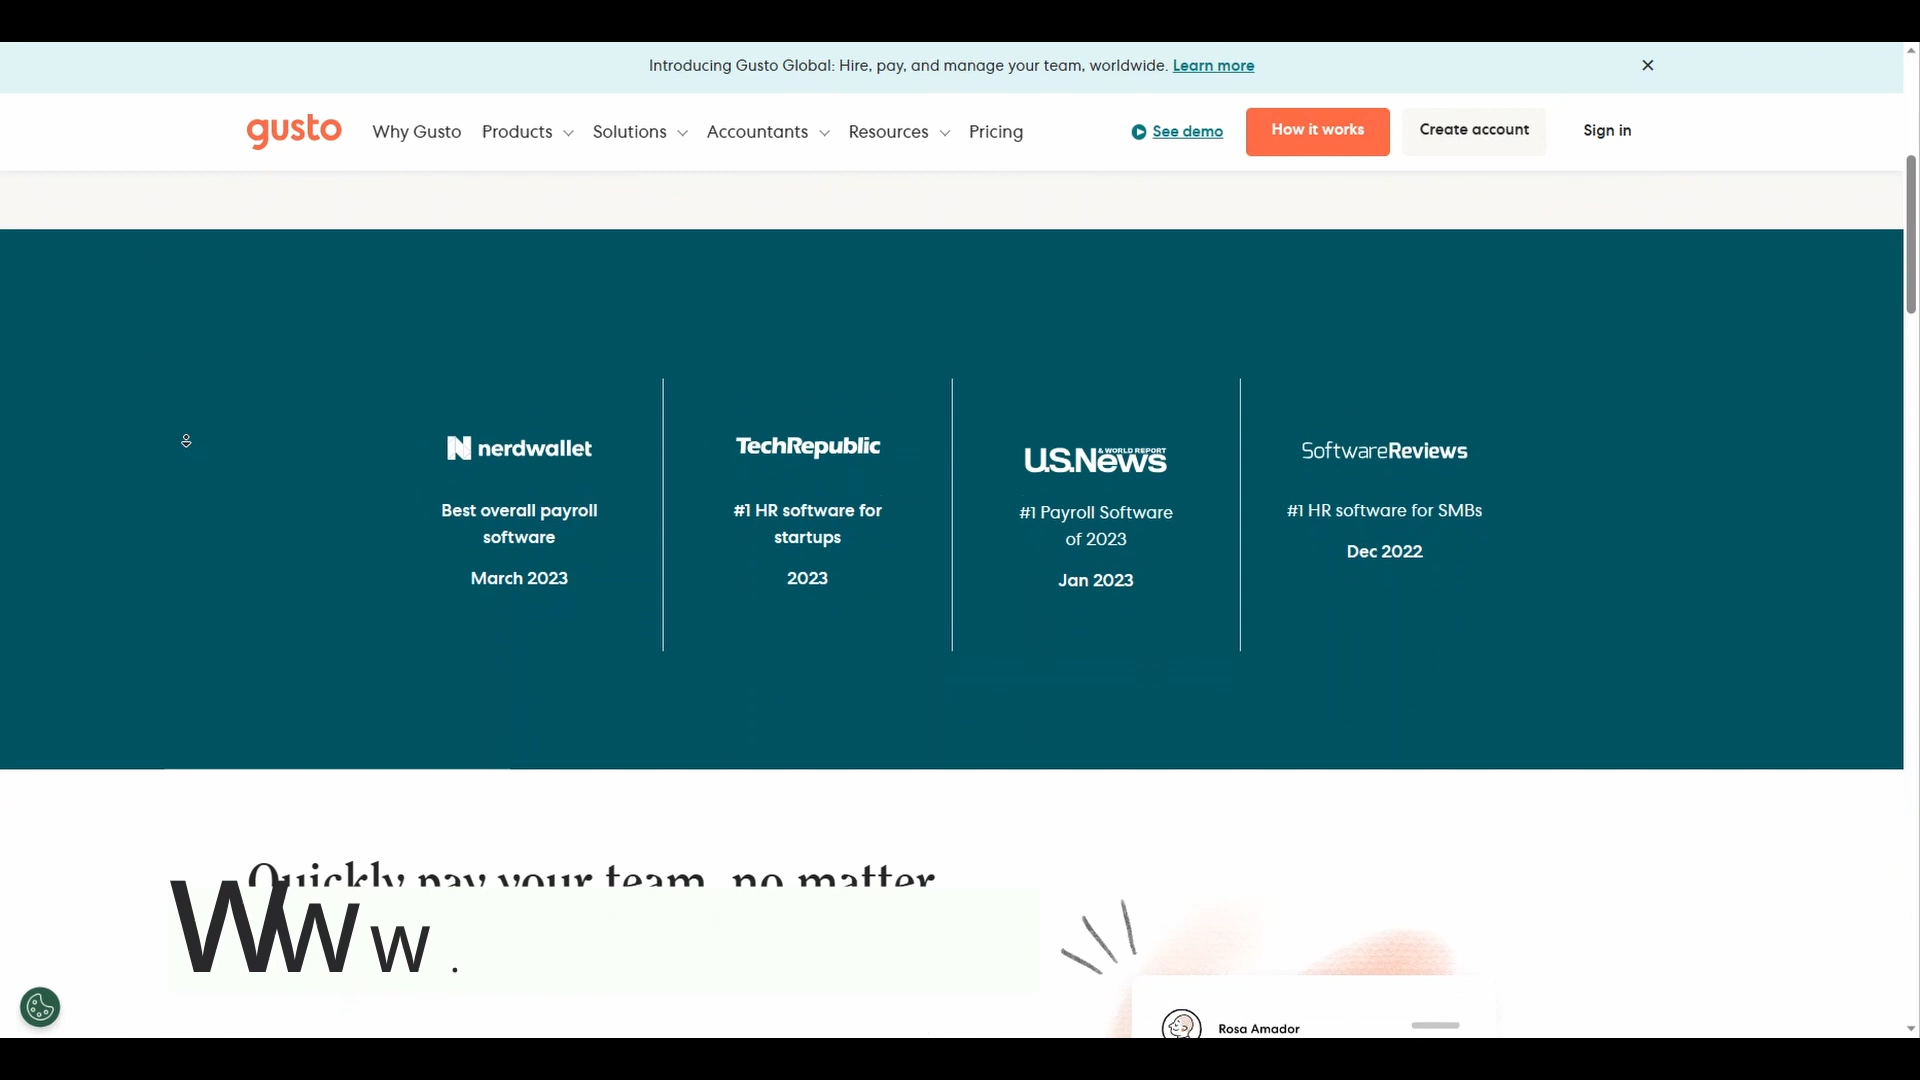 Introducing Gusto Global: Hire, pay, and manage your team, worldwide. Learn more
gusto Why Gusto Products Solutions Accountants Resources Pricing See demo How it works Create account Sign in
nerdwallet
Best overall payroll
software
March 2023
TechRepublic
#1 HR software for
startups
2023
U.S.News & WORLD REPORT
#1 Payroll Software
of 2023
Jan 2023
SoftwareReviews
#1 HR software for SMBs
Dec 2022
Quickly pay your team, no matter
Www.
Rosa Amador